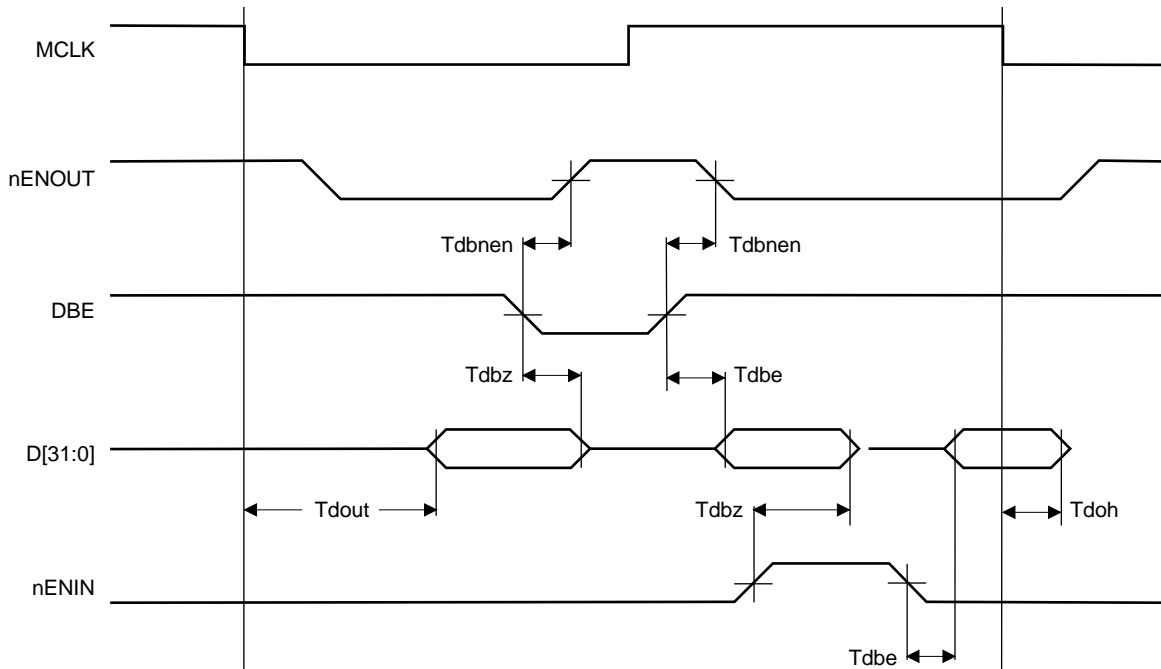 MCLK
nENOUT
Tdbnen
Tdbnen
DBE
Tdbz
Tdbe
D[31:0]
Tdout
Tdbz
Tdoh
nENIN
Tdbe